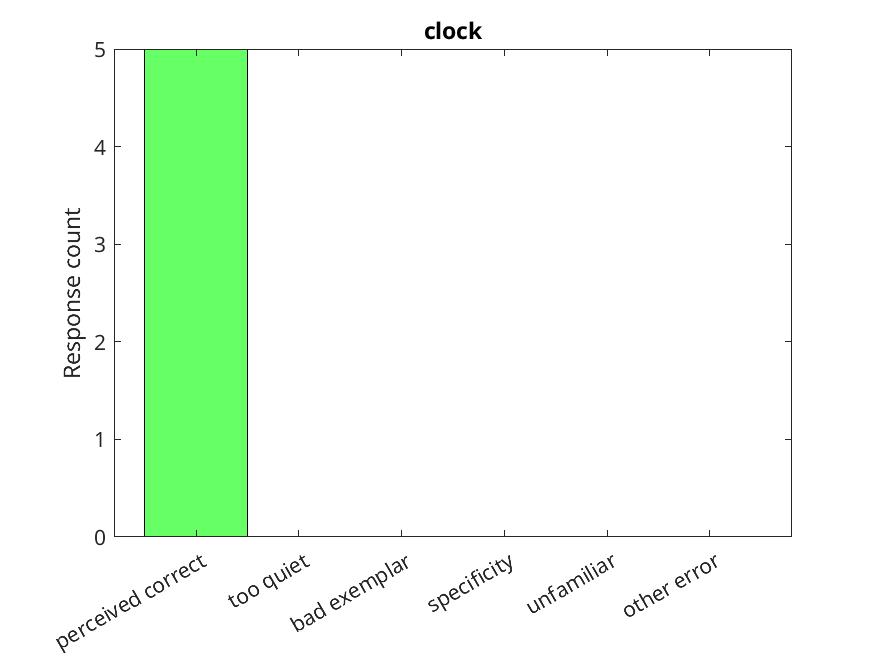 clock
Response count
5
4
3
2
1
0
perceived correct
too quiet
bad exemplar
specificity
unfamiliar
other error